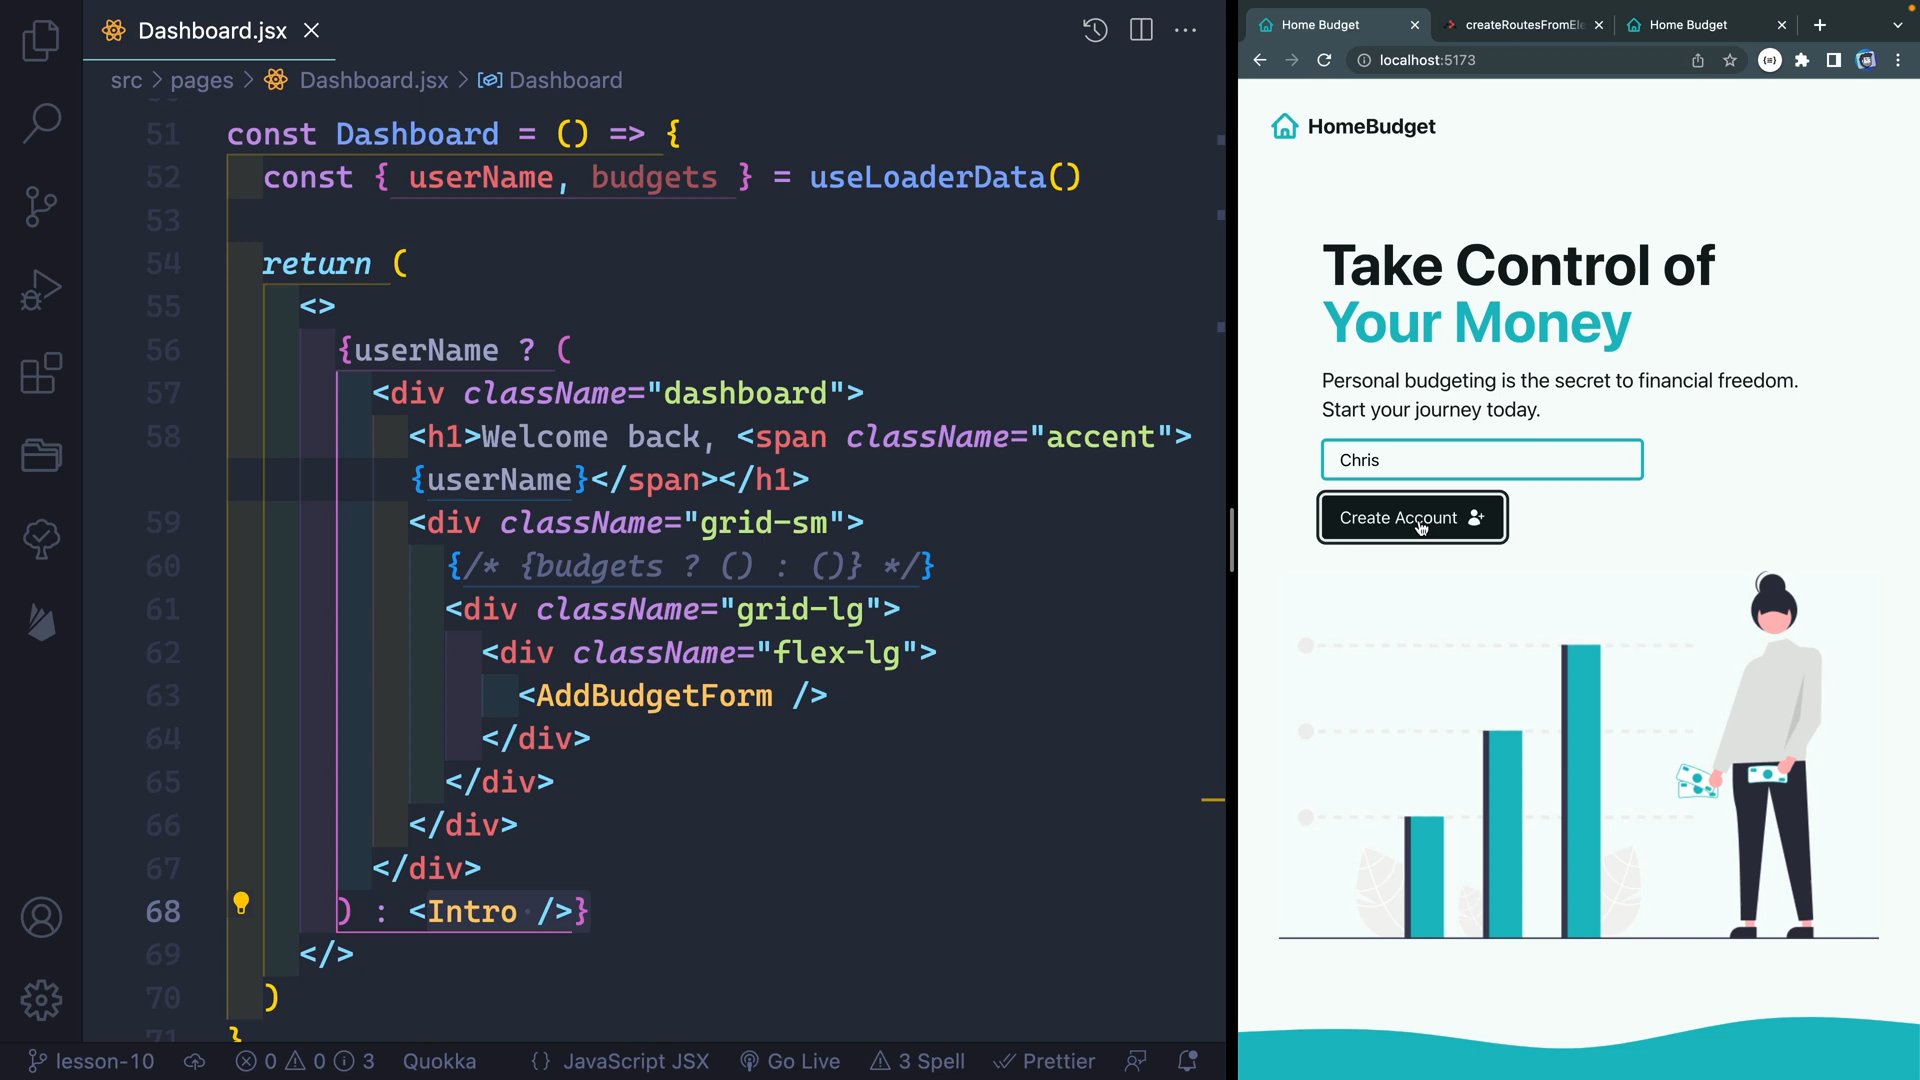 Dashboard.jsx
src > pages > Dashboard.jsx > Dashboard
51 const Dashboard = () => {
52 const { userName, budgets } = useLoaderData()
53
54 return (
55 <>
56 {userName ? (
57 <div className="dashboard">
58 <h1>Welcome back, <span className="accent">
{userName}</span></h1>
59 <div className="grid-sm">
60 {/* {budgets ? () : ()} */}
61 <div className="grid-lg">
62 <div className="flex-lg">
63 <AddBudgetForm />
64 </div>
65 </div>
66 </div>
67 </div>
68 ) : <Intro />}
69 </>
70 )
71 }
lesson-10 0 0 3 Quokka {} JavaScript JSX Go Live 3 Spell Prettier
Home Budget createRoutesFromEle Home Budget
localhost:5173
HomeBudget
Take Control of
Your Money
Personal budgeting is the secret to financial freedom.
Start your journey today.
Chris
Create Account